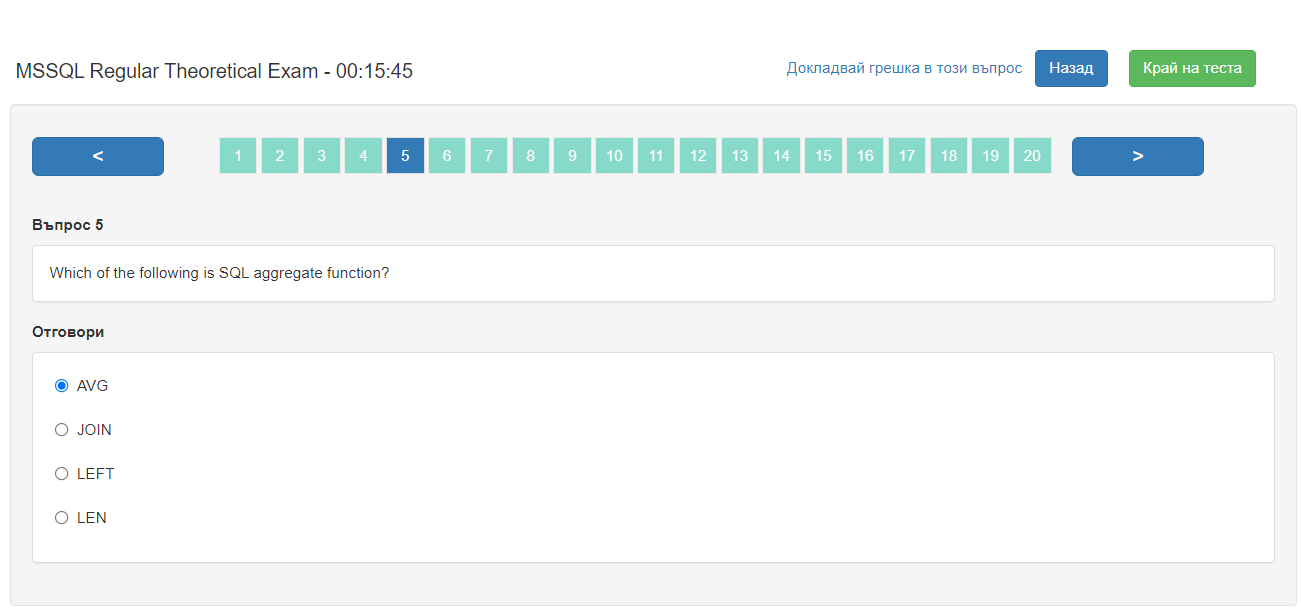 MSSQL Regular Theoretical Exam - 00:15:45
Докладвай грешка в този въпрос
Назад
Край на теста
< 1 2 3 4 5 6 7 8 9 10 11 12 13 14 15 16 17 18 19 20 >
Въпрос 5
Which of the following is SQL aggregate function?
Отговори
AVG
JOIN
LEFT
LEN